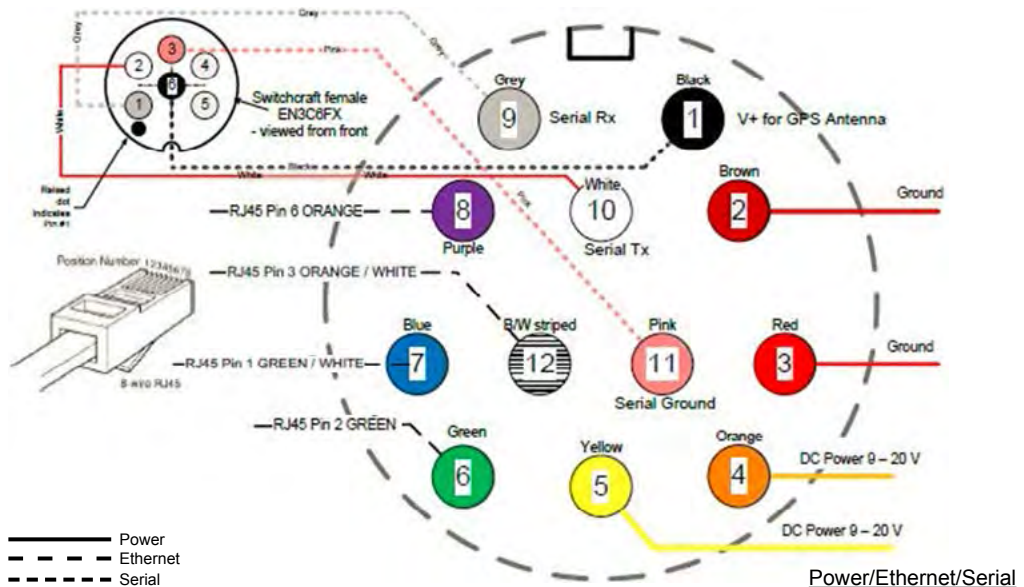 Grey
Grey
Grey
Pink
3
2
4
6
1
5
Switchcraft female
EN3C6FX
- viewed from front
White
Raised
dot
indicates
Pin #1
Black
White
White
Pink
Grey
9
Serial Rx
Black
1
V+ for GPS Antenna
White
10
Serial Tx
Brown
2
Ground
RJ45 Pin 6 ORANGE
8
Purple
Position Number 12345678
8-wire RJ45
RJ45 Pin 3 ORANGE / WHITE
Blue
7
B/W striped
12
Pink
11
Serial Ground
Red
3
Ground
RJ45 Pin 1 GREEN / WHITE
RJ45 Pin 2 GREEN
Green
6
Yellow
5
Orange
4
DC Power 9 – 20 V
DC Power 9 – 20 V
Power
Ethernet
Serial
Power/Ethernet/Serial